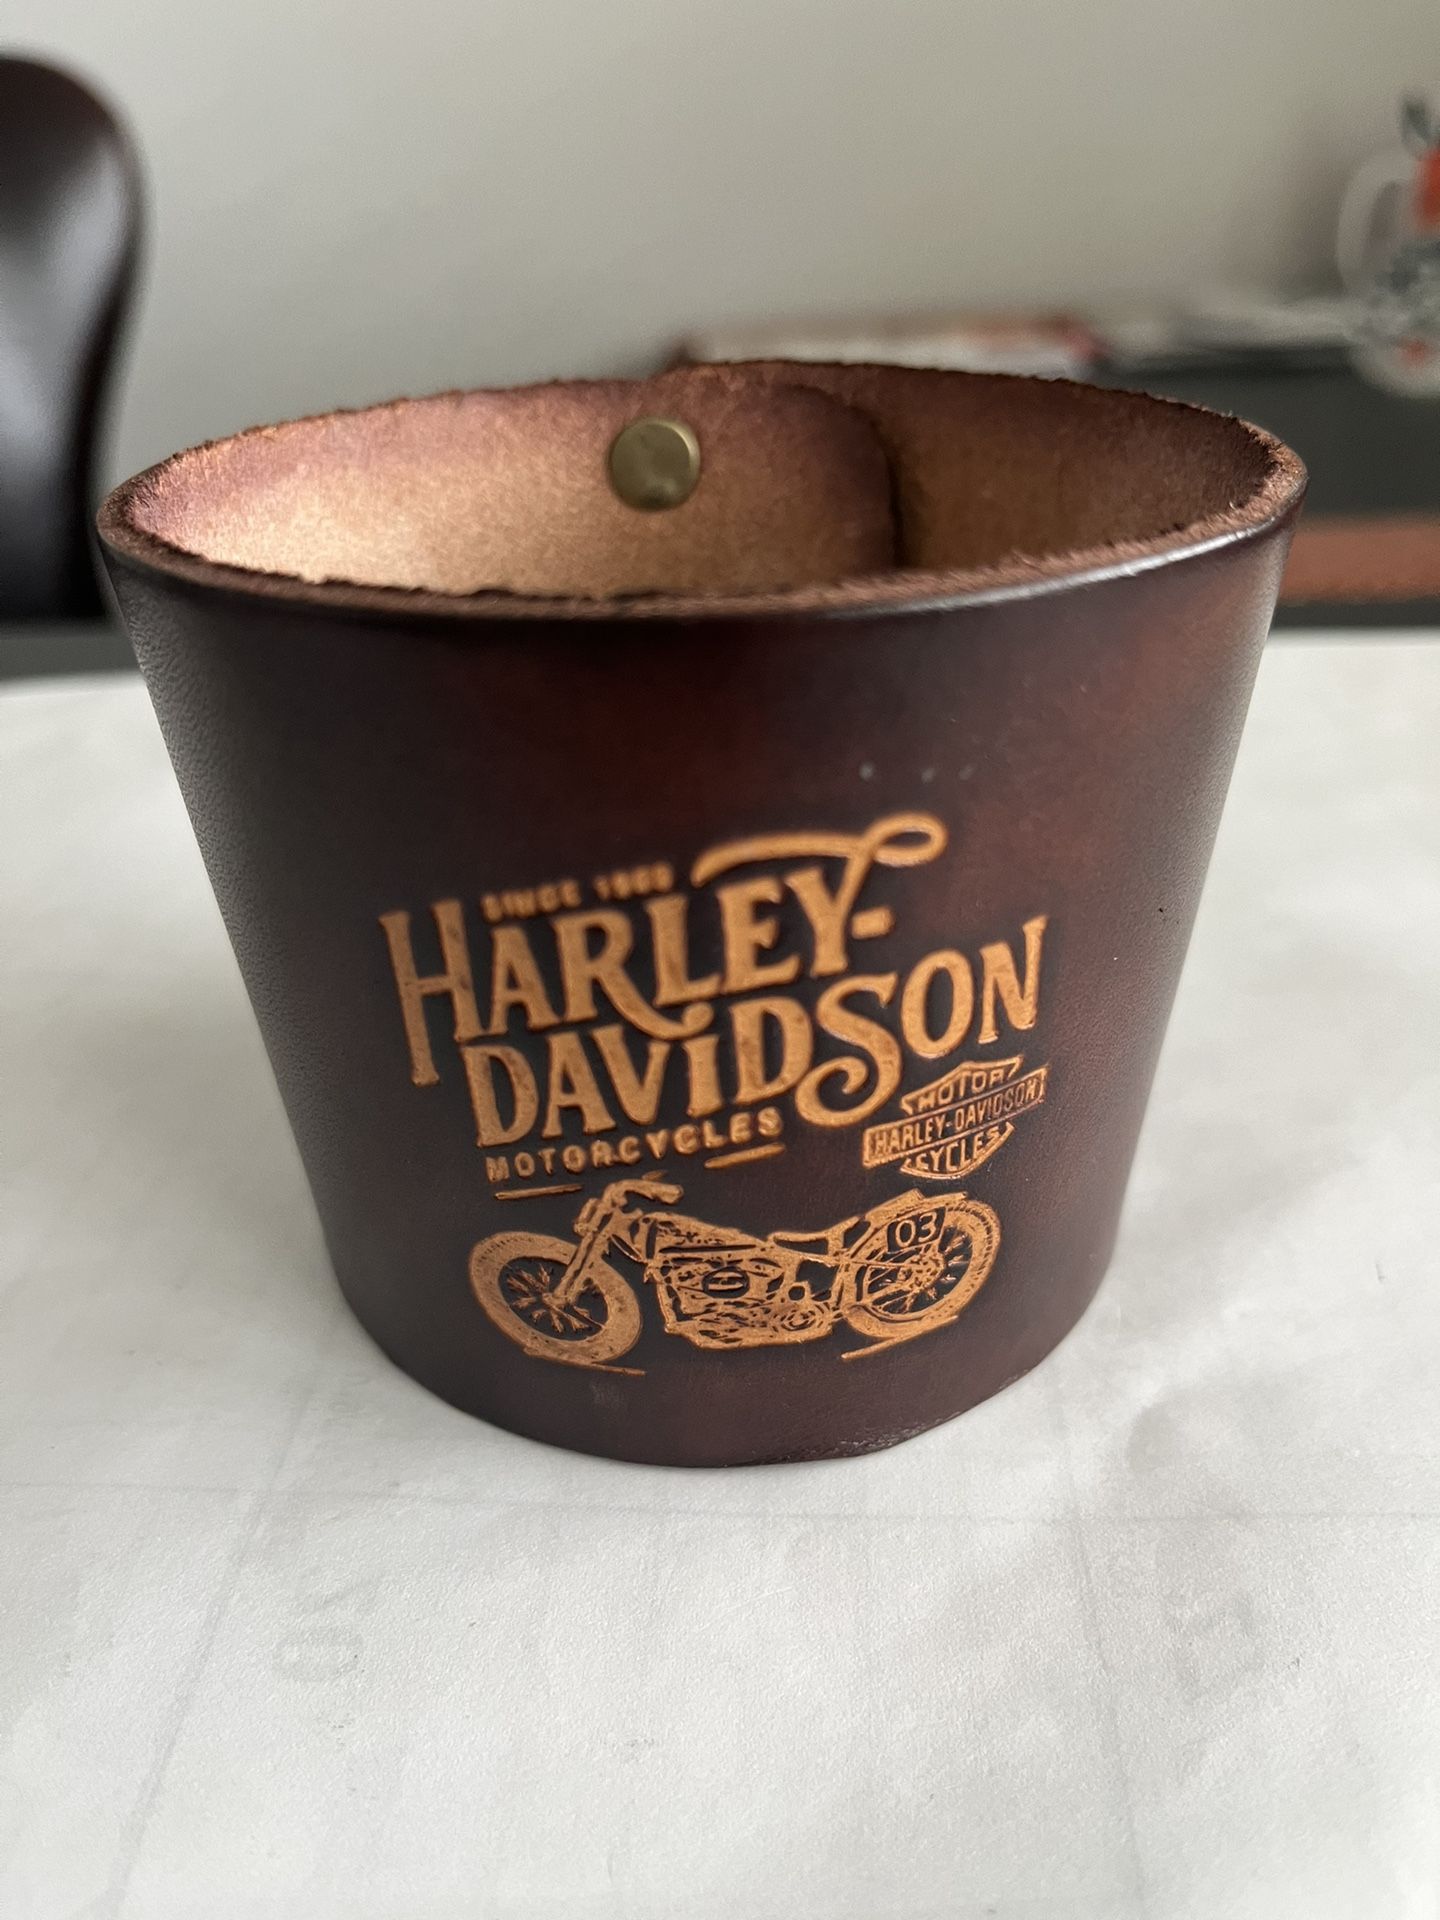 SINCE 1903
HARLEY-
DAVIDSON
MOTORCYCLES
MOTOR
HARLEY-DAVIDSON
CYCLES
03